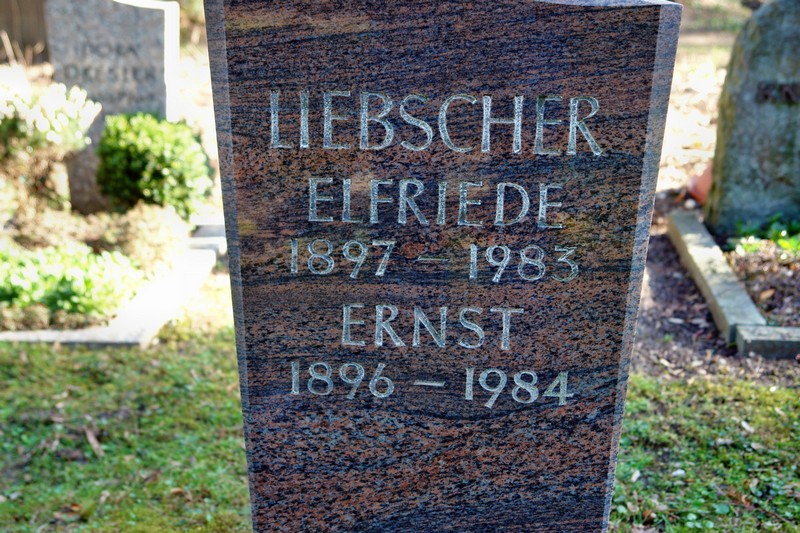 LIEBSCHER
ELFRIEDE
1897 – 1983
ERNST
1896 – 1984